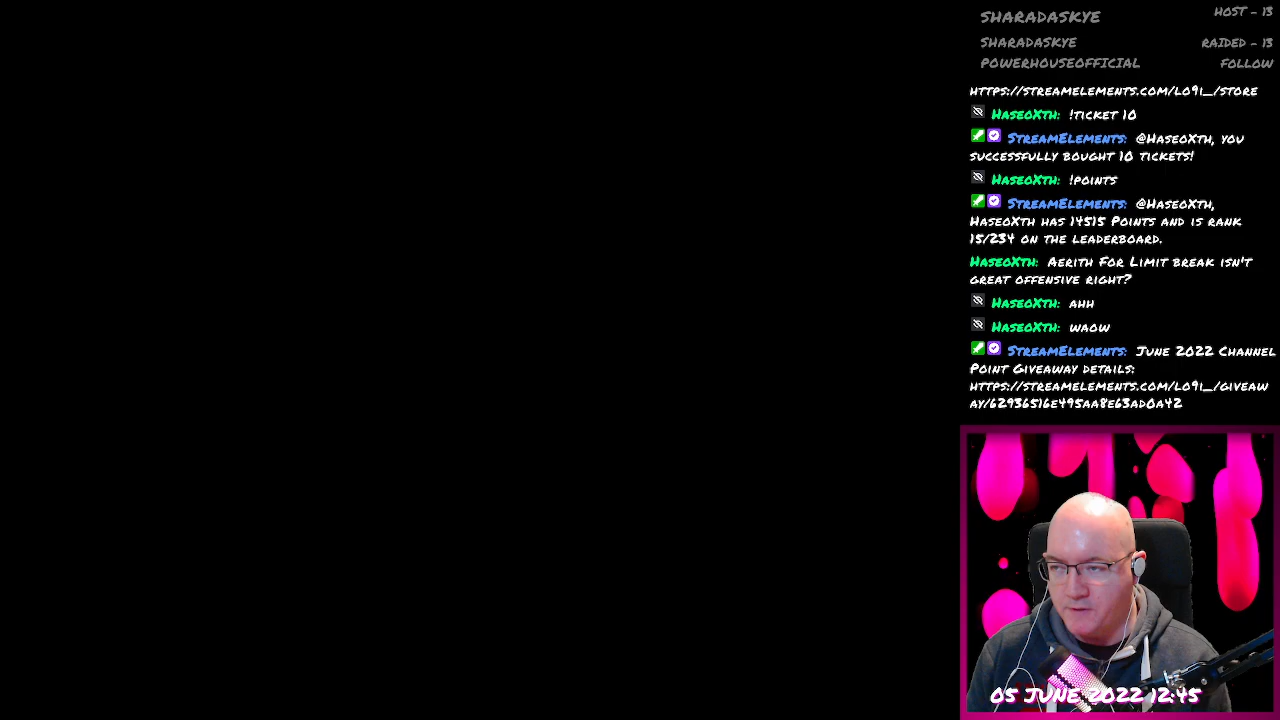 SHARADASKYE HOST - 13
SHARADASKYE RAIDED - 13
POWERHOUSEOFFICIAL FOLLOW
HTTPS://STREAMELEMENTS.COM/LO9I_/STORE
HASEOXTH: !TICKET 10
STREAMELEMENTS: @HASEOXTH, YOU
SUCCESSFULLY BOUGHT 10 TICKETS!
HASEOXTH: !POINTS
STREAMELEMENTS: @HASEOXTH,
HASEOXTH HAS 14515 POINTS AND IS RANK
15/234 ON THE LEADERBOARD.
HASEOXTH: AERITH FOR LIMIT BREAK ISN'T
GREAT OFFENSIVE RIGHT?
HASEOXTH: AHH
HASEOXTH: WAOW
STREAMELEMENTS: JUNE 2022 CHANNEL
POINT GIVEAWAY DETAILS:
HTTPS://STREAMELEMENTS.COM/LO9I_/GIVEAW
AY/62936516E495AA8E63AD0A42
05 JUNE 2022 12:45